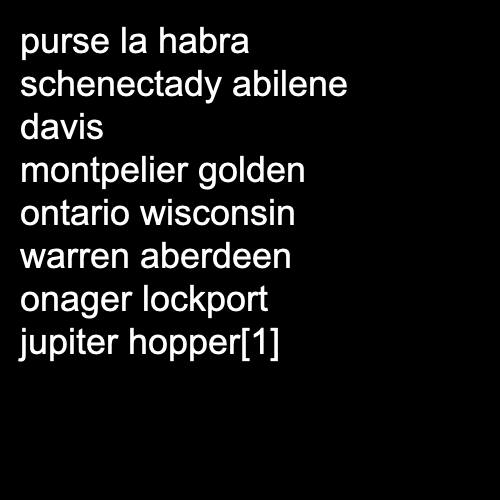 purse la habra
schenectady abilene
davis
montpelier golden
ontario wisconsin
warren aberdeen
onager lockport
jupiter hopper[1]